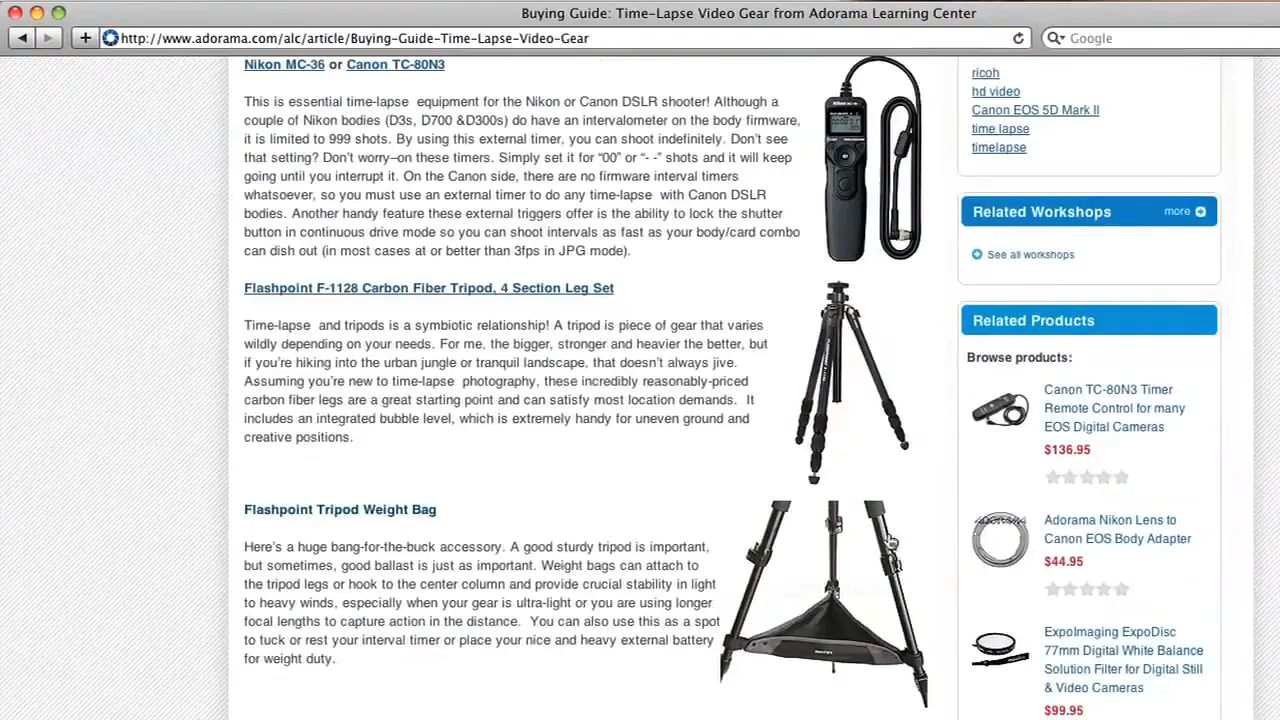 Buying Guide: Time-Lapse Video Gear from Adorama Learning Center
http://www.adorama.com/alc/article/Buying-Guide-Time-Lapse-Video-Gear
Google
Nikon MC-36 or Canon TC-80N3
This is essential time-lapse equipment for the Nikon or Canon DSLR shooter! Although a
couple of Nikon bodies (D3s, D700 &D300s) do have an intervalometer on the body firmware,
it is limited to 999 shots. By using this external timer, you can shoot indefinitely. Don't see
that setting? Don't worry–on these timers. Simply set it for “00” or “- -” shots and it will keep
going until you interrupt it. On the Canon side, there are no firmware interval timers
whatsoever, so you must use an external timer to do any time-lapse with Canon DSLR
bodies. Another handy feature these external triggers offer is the ability to lock the shutter
button in continuous drive mode so you can shoot intervals as fast as your body/card combo
can dish out (in most cases at or better than 3fps in JPG mode).
Flashpoint F-1128 Carbon Fiber Tripod, 4 Section Leg Set
Time-lapse and tripods is a symbiotic relationship! A tripod is piece of gear that varies
wildly depending on your needs. For me, the bigger, stronger and heavier the better, but
if you're hiking into the urban jungle or tranquil landscape, that doesn't always jive.
Assuming you're new to time-lapse photography, these incredibly reasonably-priced
carbon fiber legs are a great starting point and can satisfy most location demands. It
includes an integrated bubble level, which is extremely handy for uneven ground and
creative positions.
Flashpoint Tripod Weight Bag
Here's a huge bang-for-the-buck accessory. A good sturdy tripod is important,
but sometimes, good ballast is just as important. Weight bags can attach to
the tripod legs or hook to the center column and provide crucial stability in light
to heavy winds, especially when your gear is ultra-light or you are using longer
focal lengths to capture action in the distance. You can also use this as a spot
to tuck or rest your interval timer or place your nice and heavy external battery
for weight duty.
ricoh
hd video
Canon EOS 5D Mark II
time lapse
timelapse
Related Workshops
more
See all workshops
Related Products
Browse products:
Canon TC-80N3 Timer
Remote Control for many
EOS Digital Cameras
$136.95
Adorama Nikon Lens to
Canon EOS Body Adapter
$44.95
ExpoImaging ExpoDisc
77mm Digital White Balance
Solution Filter for Digital Still
& Video Cameras
$99.95